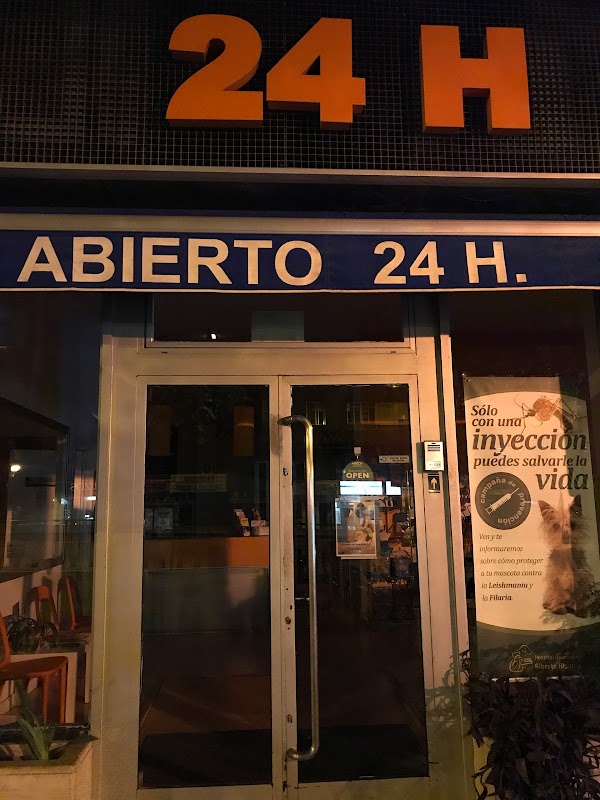 24 H
ABIERTO 24 H.
OPEN
Sólo
con una
inyección
puedes salvarle la
vida
campaña de prevención
Ven y te
informaremos
sobre cómo proteger
a tu mascota contra
la Leishmania y
la Filaria.